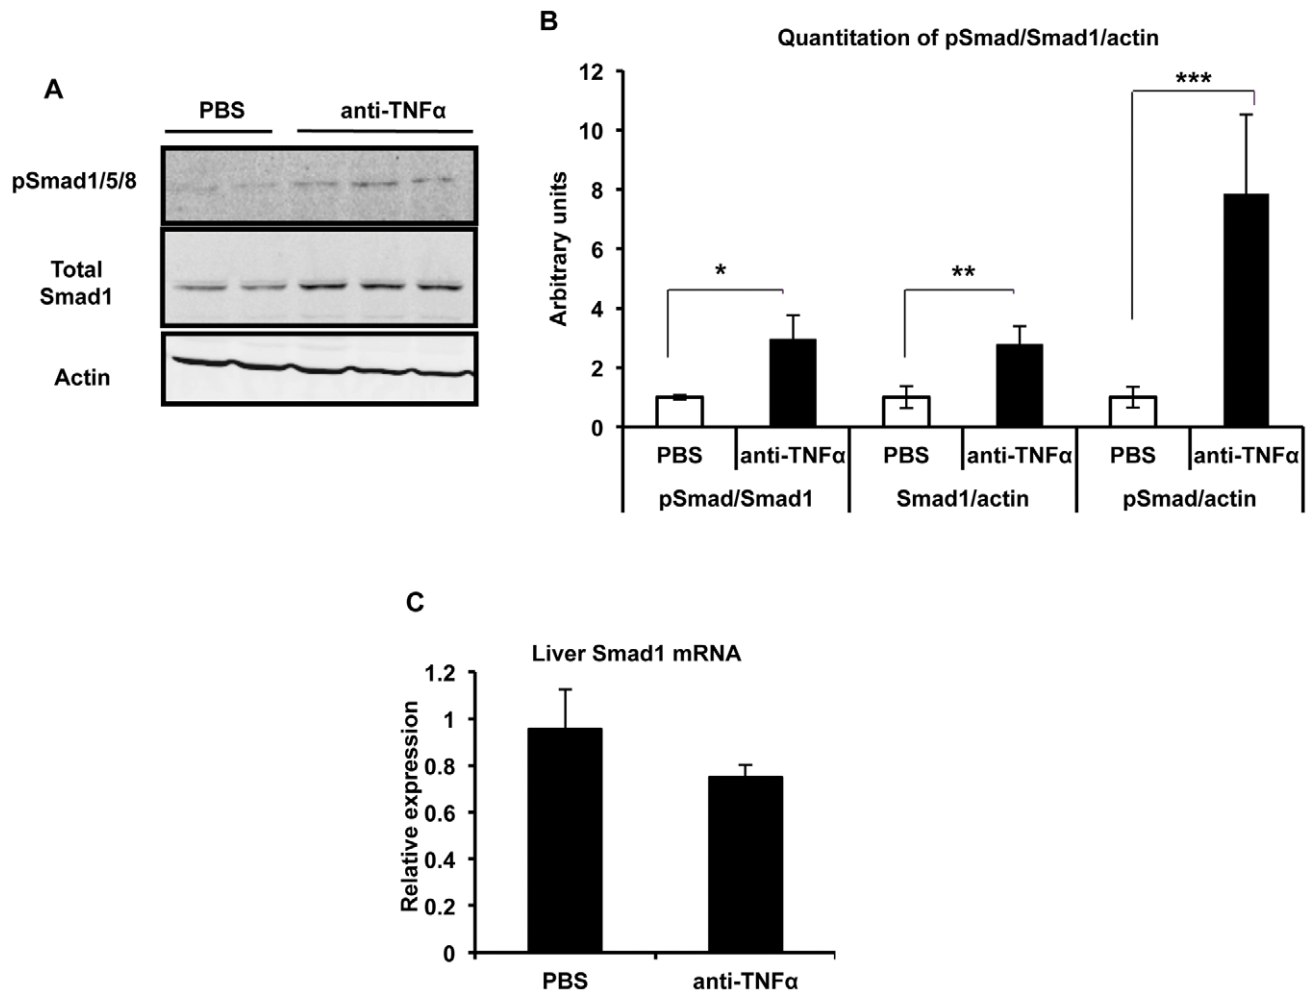 A
PBS anti-TNFα
pSmad1/5/8
Total
Smad1
Actin
B
Quantitation of pSmad/Smad1/actin
Arbitrary units
12
10
8
6
4
2
0
*
**
***
PBS anti-TNFα PBS anti-TNFα PBS anti-TNFα
pSmad/Smad1 Smad1/actin pSmad/actin
C
Liver Smad1 mRNA
Relative expression
1.2
1
0.8
0.6
0.4
0.2
0
PBS anti-TNFα